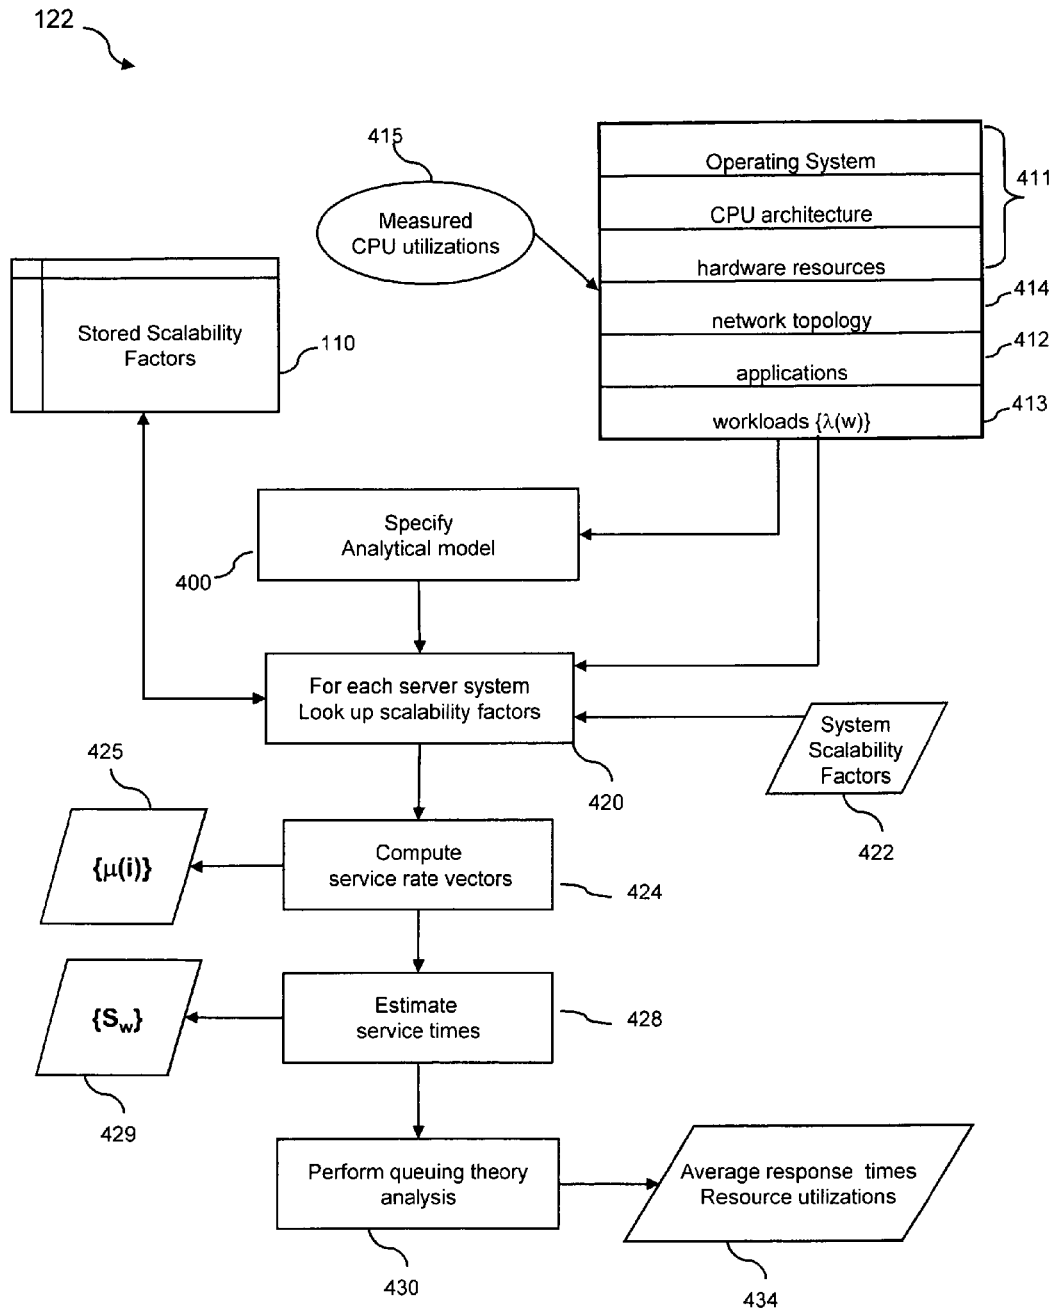 122
415
Measured
CPU utilizations
Operating System
CPU architecture
hardware resources
network topology
applications
workloads {λ(w)}
411
414
412
413
Stored Scalability
Factors
110
Specify
Analytical model
400
For each server system
Look up scalability factors
420
System
Scalability
Factors
422
425
{μ(i)}
Compute
service rate vectors
424
{Sw}
429
Estimate
service times
428
Perform queuing theory
analysis
430
Average response times
Resource utilizations
434